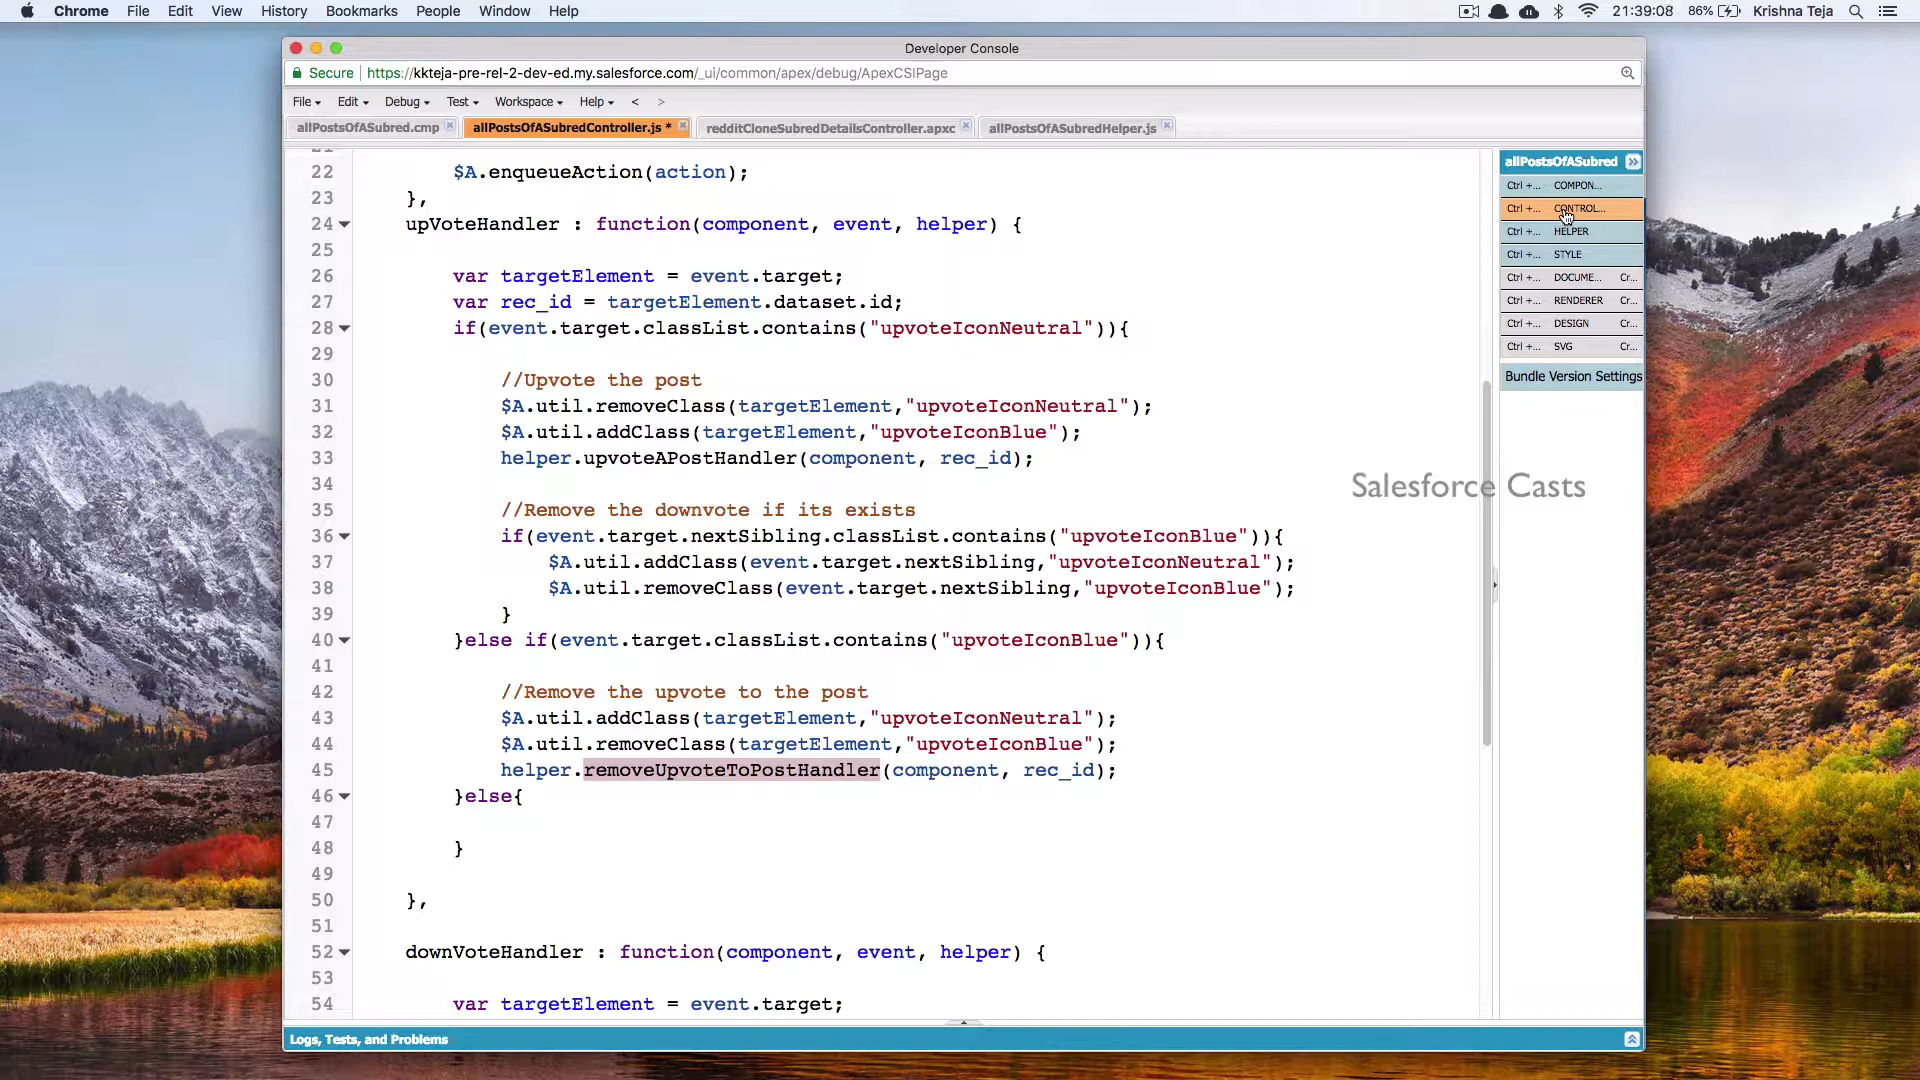 Chrome File Edit View History Bookmarks People Window Help 21:39:08 86% Krishna Teja
Developer Console
Secure https://kkteja-pre-rel-2-dev-ed.my.salesforce.com/_ui/common/apex/debug/ApexCSIPage
File Edit Debug Test Workspace Help < >
allPostsOfASubred.cmp allPostsOfASubredController.js * redditCloneSubredDetailsController.apxc allPostsOfASubredHelper.js
22 $A.enqueueAction(action);
23 },
24 upVoteHandler : function(component, event, helper) {
25
26 var targetElement = event.target;
27 var rec_id = targetElement.dataset.id;
28 if(event.target.classList.contains("upvoteIconNeutral")){
29
30 //Upvote the post
31 $A.util.removeClass(targetElement,"upvoteIconNeutral");
32 $A.util.addClass(targetElement,"upvoteIconBlue");
33 helper.upvoteAPostHandler(component, rec_id);
34
35 //Remove the downvote if its exists
36 if(event.target.nextSibling.classList.contains("upvoteIconBlue")){
37 $A.util.addClass(event.target.nextSibling,"upvoteIconNeutral");
38 $A.util.removeClass(event.target.nextSibling,"upvoteIconBlue");
39 }
40 }else if(event.target.classList.contains("upvoteIconBlue")){
41
42 //Remove the upvote to the post
43 $A.util.addClass(targetElement,"upvoteIconNeutral");
44 $A.util.removeClass(targetElement,"upvoteIconBlue");
45 helper.removeUpvoteToPostHandler(component, rec_id);
46 }else{
47
48 }
49
50 },
51
52 downVoteHandler : function(component, event, helper) {
53
54 var targetElement = event.target;
allPostsOfASubred
Ctrl +... COMPON...
Ctrl +... CONTROL...
Ctrl +... HELPER
Ctrl +... STYLE
Ctrl +... DOCUME... Cr...
Ctrl +... RENDERER Cr...
Ctrl +... DESIGN Cr...
Ctrl +... SVG Cr...
Bundle Version Settings
Salesforce Casts
Logs, Tests, and Problems